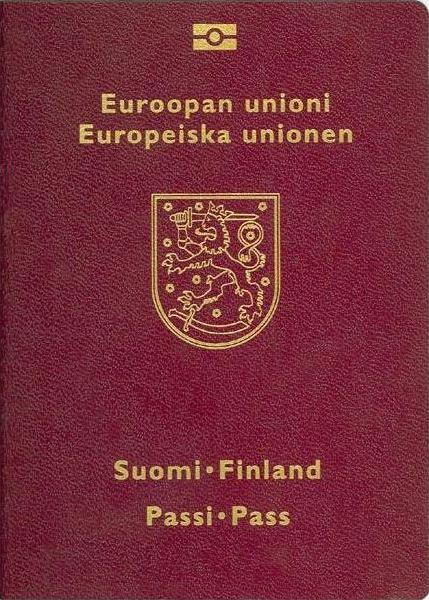 Euroopan unioni
Europeiska unionen
Suomi•Finland
Passi•Pass